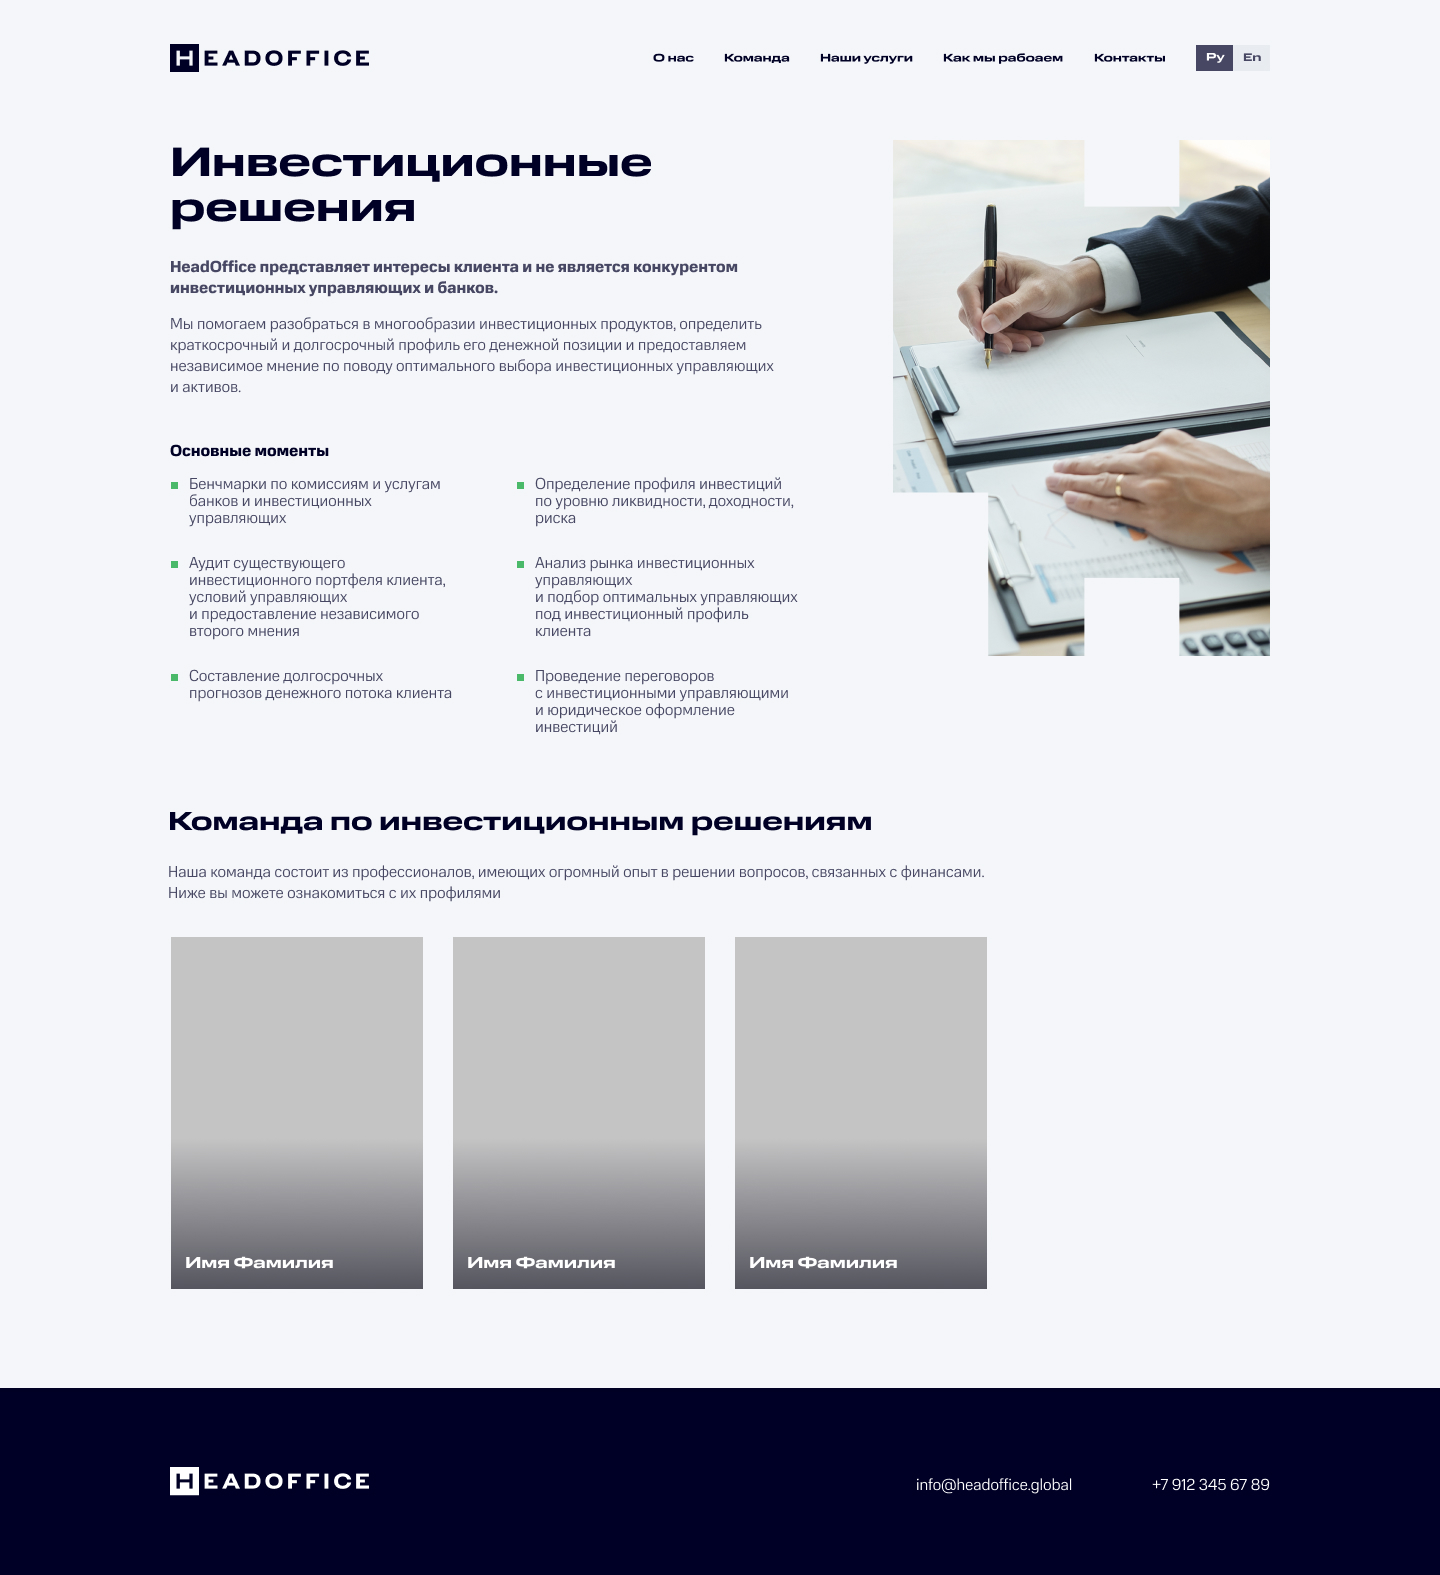 HEADOFFICE
О нас Команда Наши услуги Как мы рабоаем Контакты Ру En
Инвестиционные
решения
HeadOffice представляет интересы клиента и не является конкурентом
инвестиционных управляющих и банков.
Мы помогаем разобраться в многообразии инвестиционных продуктов, определить
краткосрочный и долгосрочный профиль его денежной позиции и предоставляем
независимое мнение по поводу оптимального выбора инвестиционных управляющих
и активов.
Основные моменты
Бенчмарки по комиссиям и услугам
банков и инвестиционных
управляющих
Определение профиля инвестиций
по уровню ликвидности, доходности,
риска
Аудит существующего
инвестиционного портфеля клиента,
условий управляющих
и предоставление независимого
второго мнения
Анализ рынка инвестиционных
управляющих
и подбор оптимальных управляющих
под инвестиционный профиль
клиента
Составление долгосрочных
прогнозов денежного потока клиента
Проведение переговоров
с инвестиционными управляющими
и юридическое оформление
инвестиций
Команда по инвестиционным решениям
Наша команда состоит из профессионалов, имеющих огромный опыт в решении вопросов, связанных с финансами.
Ниже вы можете ознакомиться с их профилями
Имя Фамилия Имя Фамилия Имя Фамилия
HEADOFFICE
info@headoffice.global +7 912 345 67 89